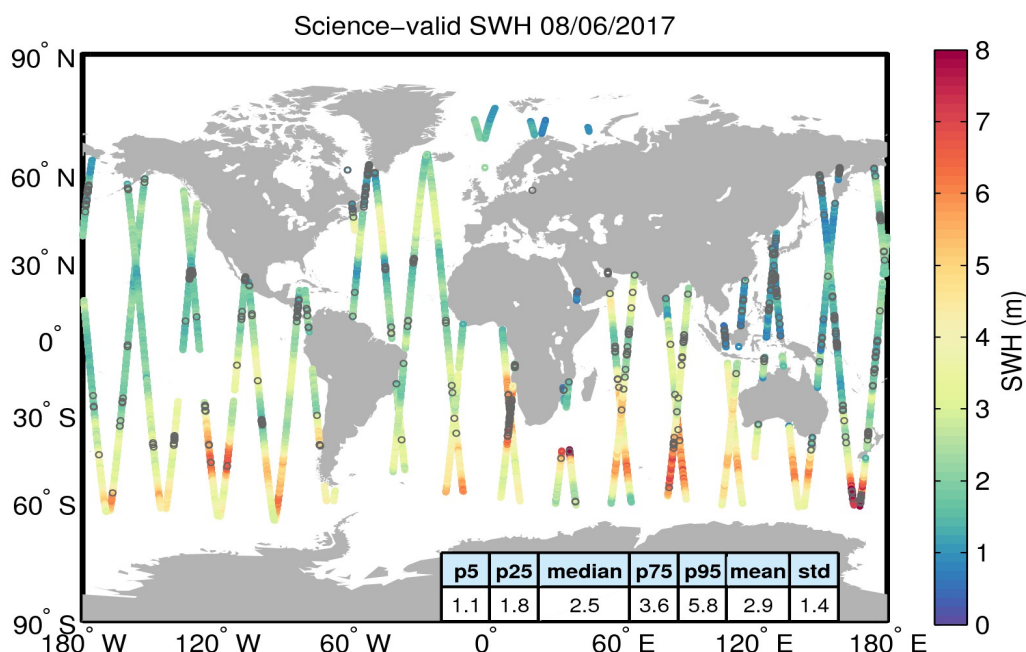 Science−valid SWH 08/06/2017
90° N
60° N
30° N
0°
30° S
60° S
90° S
180° W
120° W
60° W
0°
60° E
120° E
180° E
p5 p25 median p75 p95 mean std
1.1 1.8 2.5 3.6 5.8 2.9 1.4
8
7
6
5
4
3
2
1
0
SWH (m)